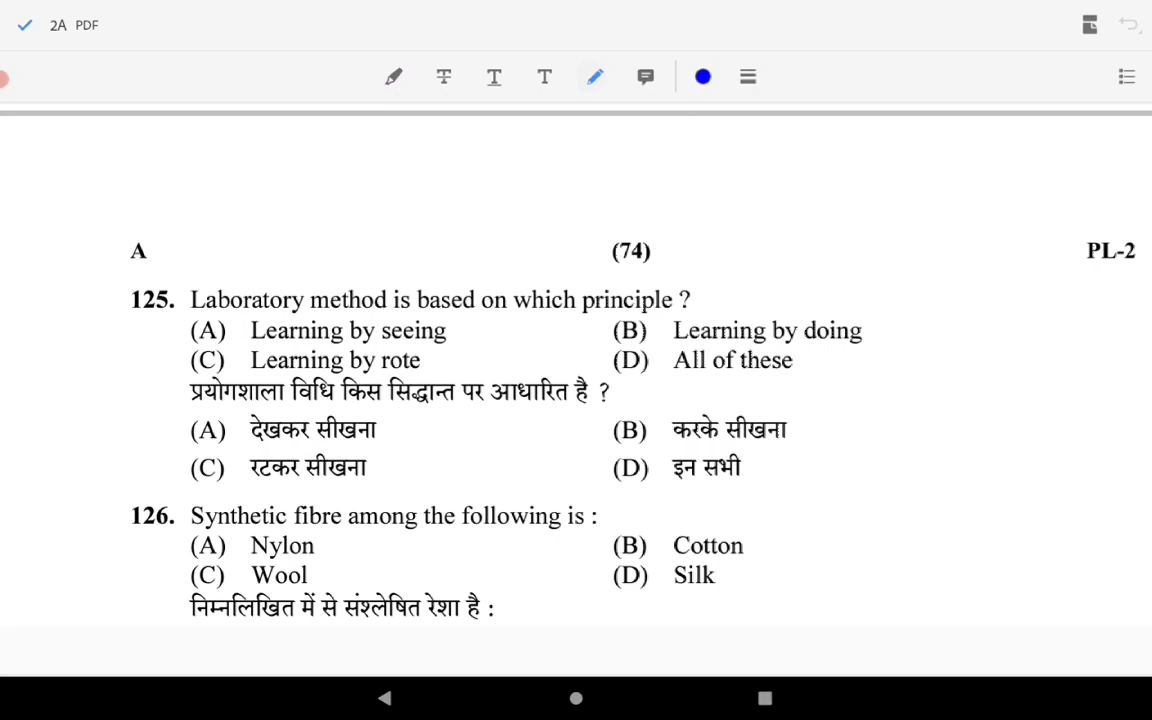 2A PDF
A (74) PL-2
125. Laboratory method is based on which principle ?
(A) Learning by seeing (B) Learning by doing
(C) Learning by rote (D) All of these
प्रयोगशाला विधि किस सिद्धान्त पर आधारित है ?
(A) देखकर सीखना (B) करके सीखना
(C) रटकर सीखना (D) इन सभी
126. Synthetic fibre among the following is :
(A) Nylon (B) Cotton
(C) Wool (D) Silk
निम्नलिखित में से संश्लेषित रेशा है :